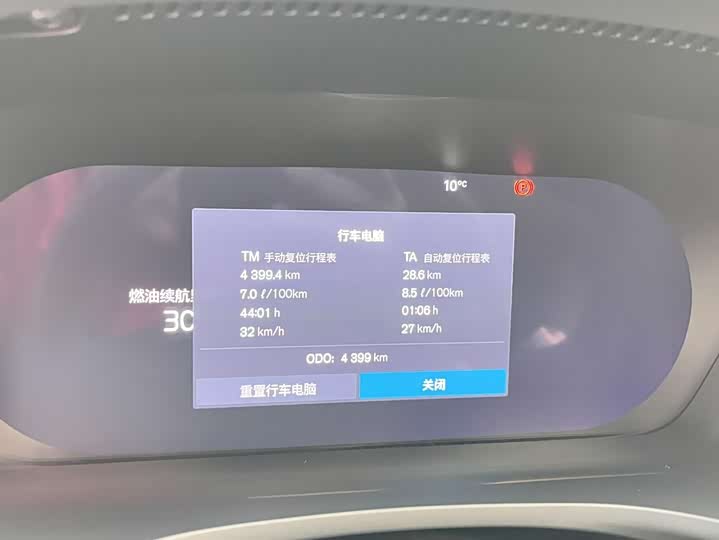 10°C
行车电脑
TM 手动复位行程表 TA 自动复位行程表
4 399.4 km 28.6 km
7.0 ℓ/100km 8.5 ℓ/100km
44:01 h 01:06 h
32 km/h 27 km/h
燃油续航
30
ODO: 4 399 km
重置行车电脑 关闭